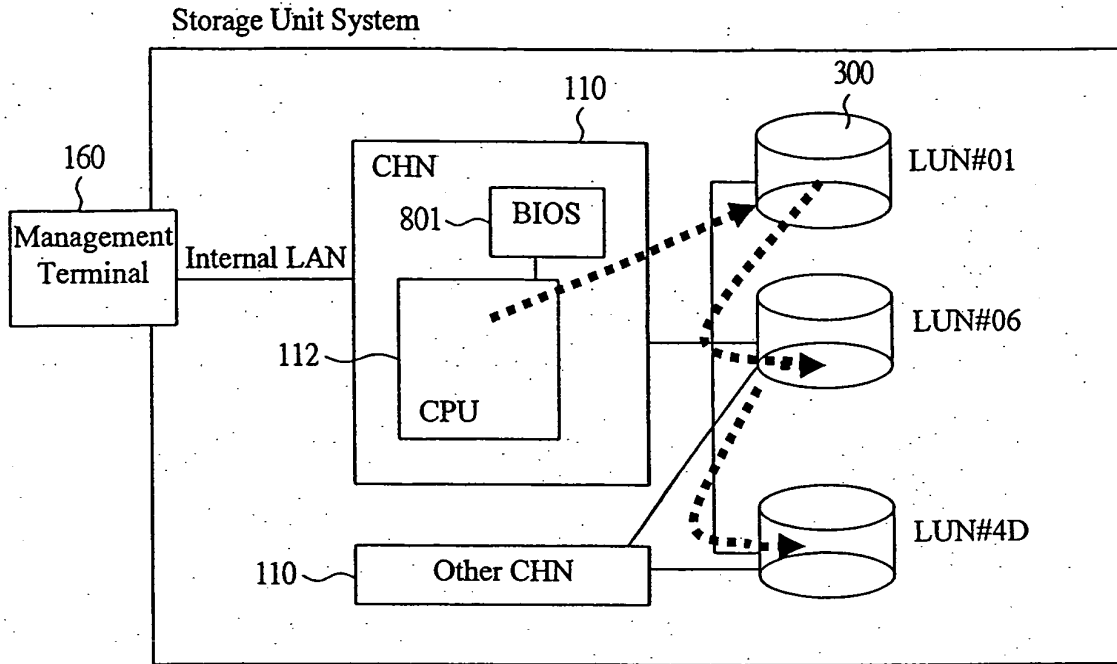 Storage Unit System
110
300
160
CHN
LUN#01
801
BIOS
Management
Terminal
Internal LAN
LUN#06
112
CPU
LUN#4D
110
Other CHN